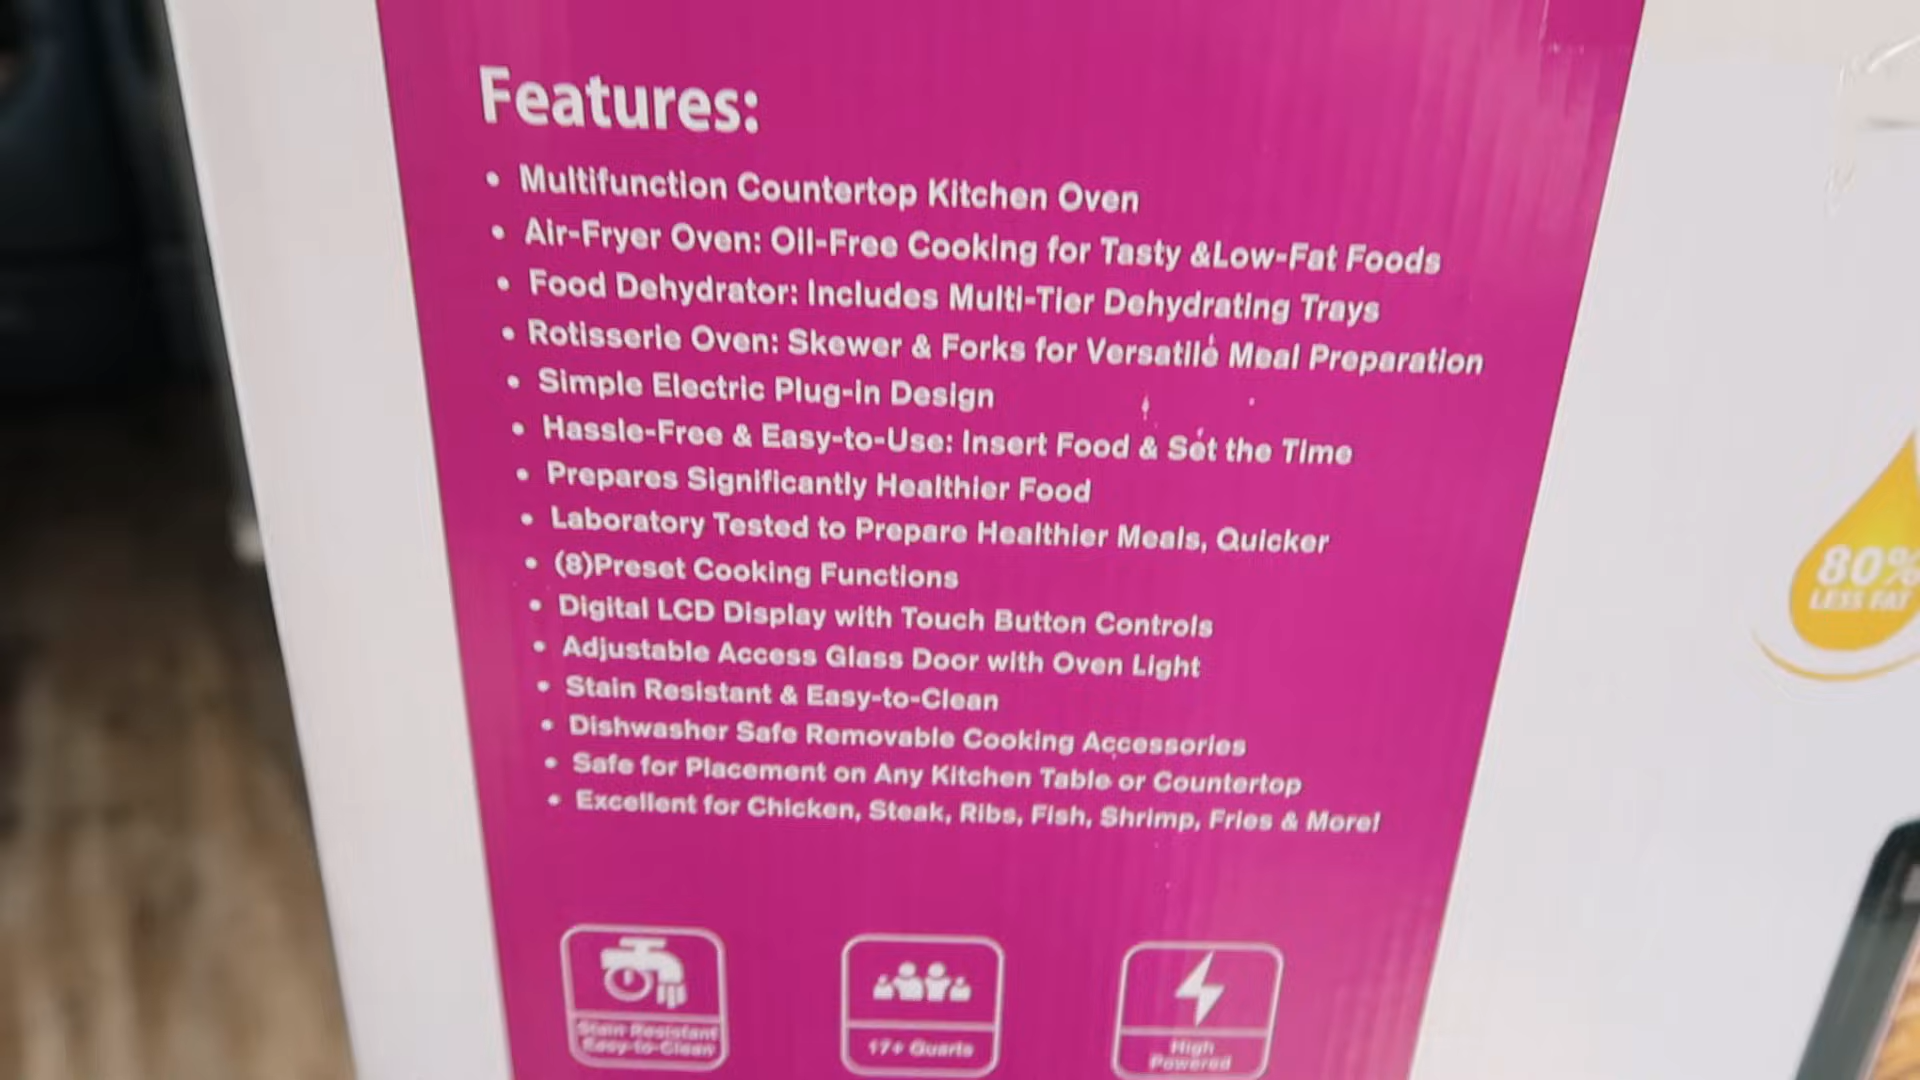 Features:
• Multifunction Countertop Kitchen Oven
• Air-Fryer Oven: Oil-Free Cooking for Tasty &Low-Fat Foods
• Food Dehydrator: Includes Multi-Tier Dehydrating Trays
• Rotisserie Oven: Skewer & Forks for Versatile Meal Preparation
• Simple Electric Plug-in Design
• Hassle-Free & Easy-to-Use: Insert Food & Set the Time
• Prepares Significantly Healthier Food
• Laboratory Tested to Prepare Healthier Meals, Quicker
• (8)Preset Cooking Functions
• Digital LCD Display with Touch Button Controls
• Adjustable Access Glass Door with Oven Light
• Stain Resistant & Easy-to-Clean
• Dishwasher Safe Removable Cooking Accessories
• Safe for Placement on Any Kitchen Table or Countertop
• Excellent for Chicken, Steak, Ribs, Fish, Shrimp, Fries & More!
Stain Resistant
Easy-to-Clean
17+ Quarts
High
Powered
80%
LESS FAT